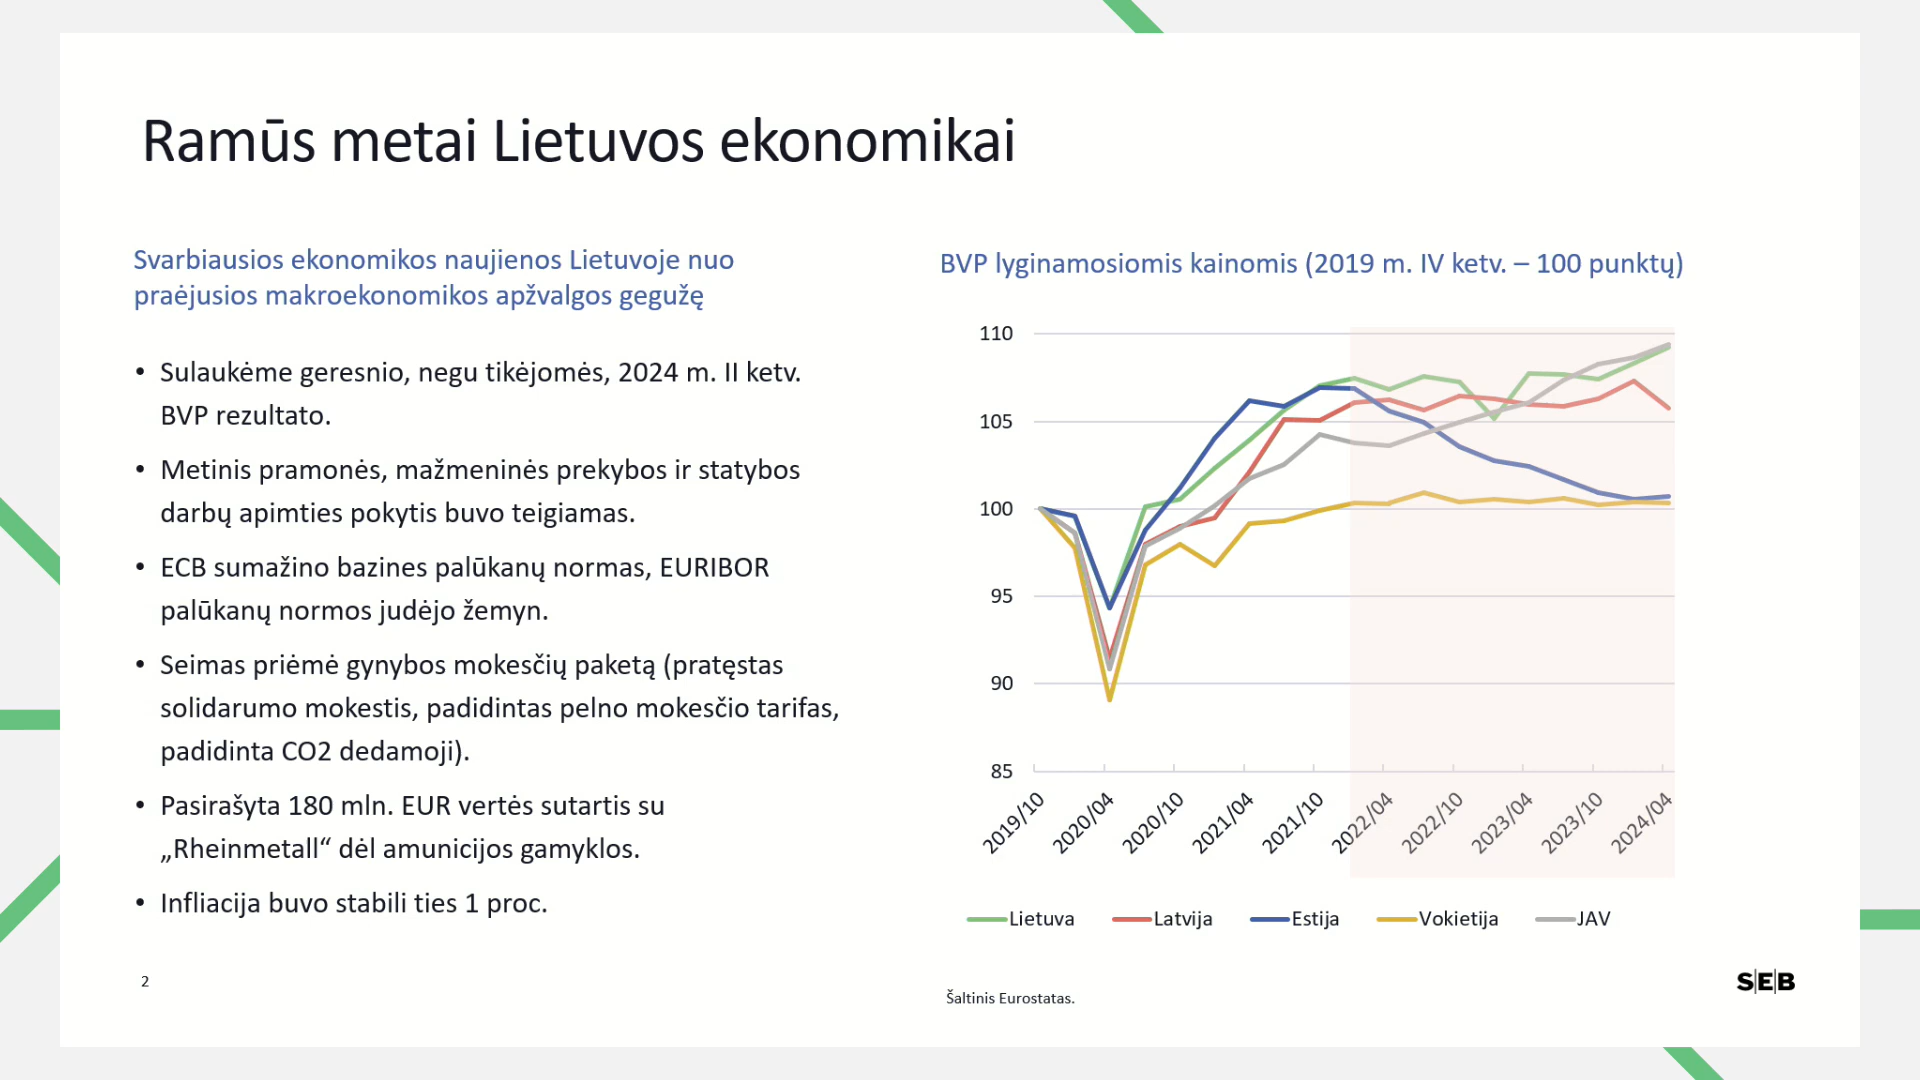 Ramūs metai Lietuvos ekonomikai
Svarbiausios ekonomikos naujienos Lietuvoje nuo
praėjusios makroekonomikos apžvalgos gegužę
• Sulaukėme geresnio, negu tikėjomės, 2024 m. II ketv.
BVP rezultato.
• Metinis pramonės, mažmeninės prekybos ir statybos
darbų apimties pokytis buvo teigiamas.
• ECB sumažino bazines palūkanų normas, EURIBOR
palūkanų normos judėjo žemyn.
• Seimas priėmė gynybos mokesčių paketą (pratęstas
solidarumo mokestis, padidintas pelno mokesčio tarifas,
padidinta CO2 dedamoji).
• Pasirašyta 180 mln. EUR vertės sutartis su
„Rheinmetall“ dėl amunicijos gamyklos.
• Infliacija buvo stabili ties 1 proc.
BVP lyginamosiomis kainomis (2019 m. IV ketv. – 100 punktų)
110
105
100
95
90
85
2019/10 2020/04 2020/10 2021/04 2021/10 2022/04 2022/10 2023/04 2023/10 2024/04
Lietuva Latvija Estija Vokietija JAV
2
Šaltinis Eurostatas.
SEB